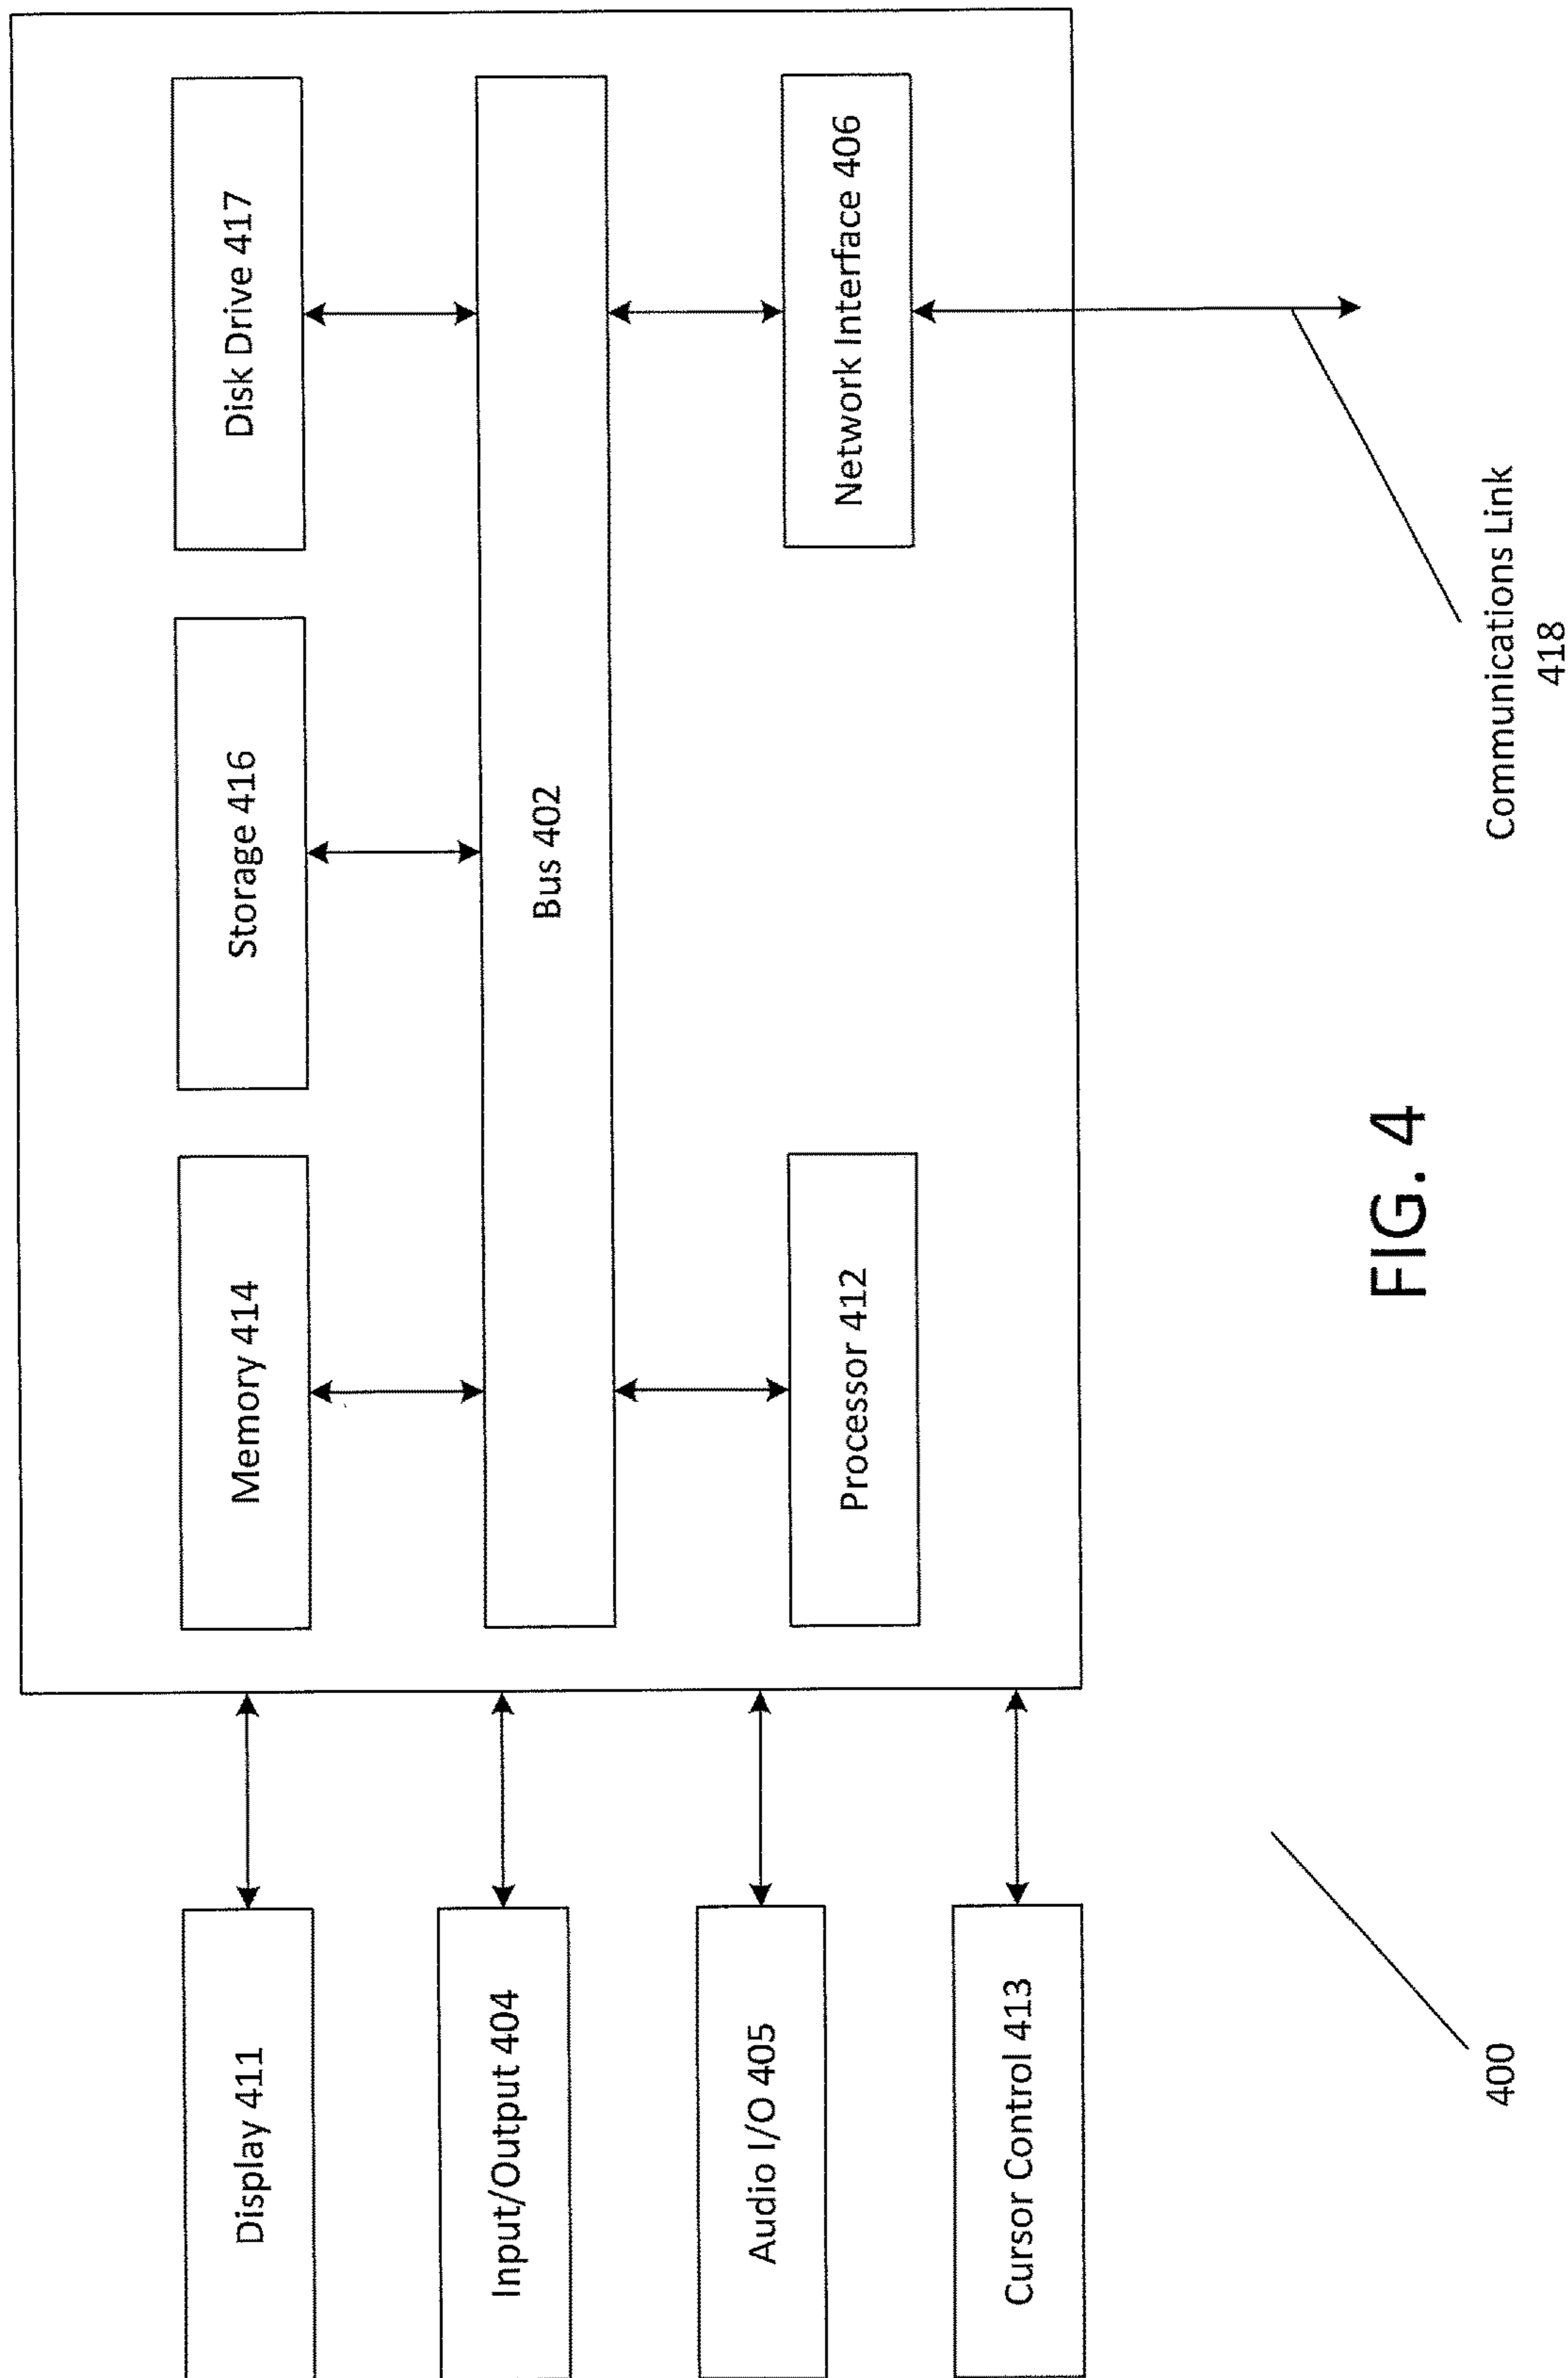 Display 411
Memory 414
Storage 416
Disk Drive 417
Input/Output 404
Bus 402
Audio I/O 405
Processor 412
Network Interface 406
Cursor Control 413
FIG. 4
400
Communications Link
418